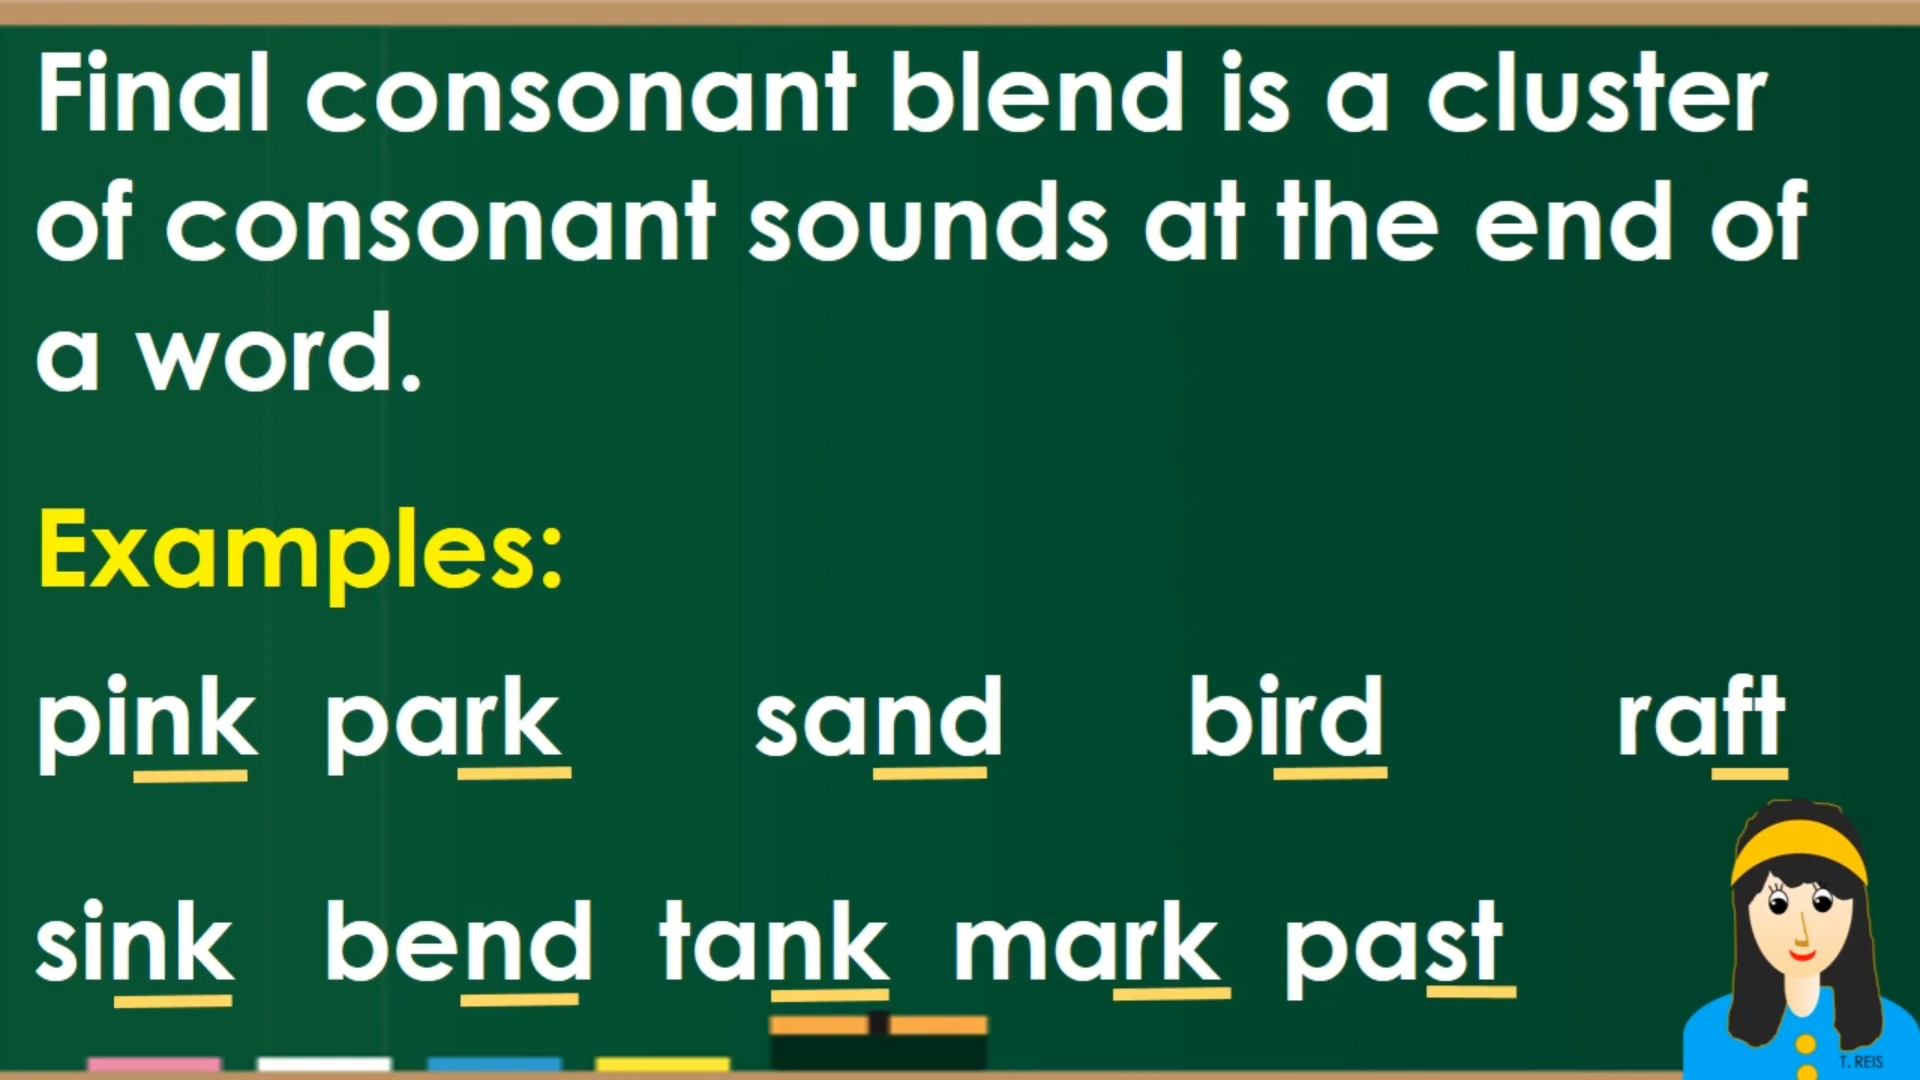 Final consonant blend is a cluster
of consonant sounds at the end of
a word.
Examples:
pink park sand bird raft
sink bend tank mark past
T. REIS